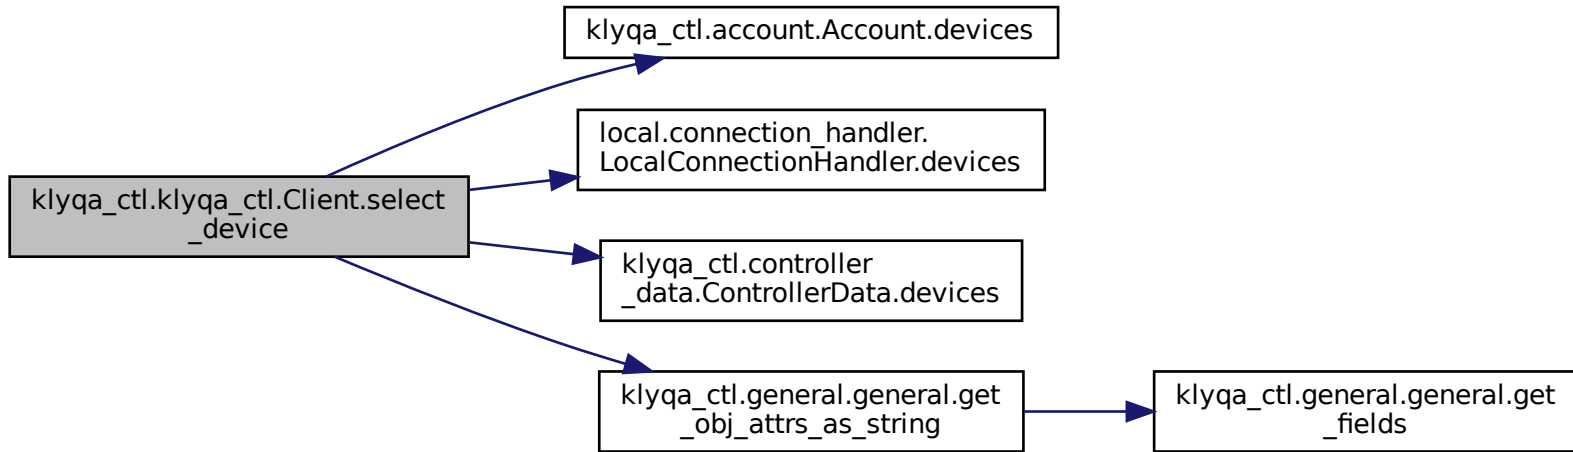 klyqa_ctl.account.Account.devices
local.connection_handler.
LocalConnectionHandler.devices
klyqa_ctl.klyqa_ctl.Client.select
_device
klyqa_ctl.controller
_data.ControllerData.devices
klyqa_ctl.general.general.get
_obj_attrs_as_string
klyqa_ctl.general.general.get
_fields